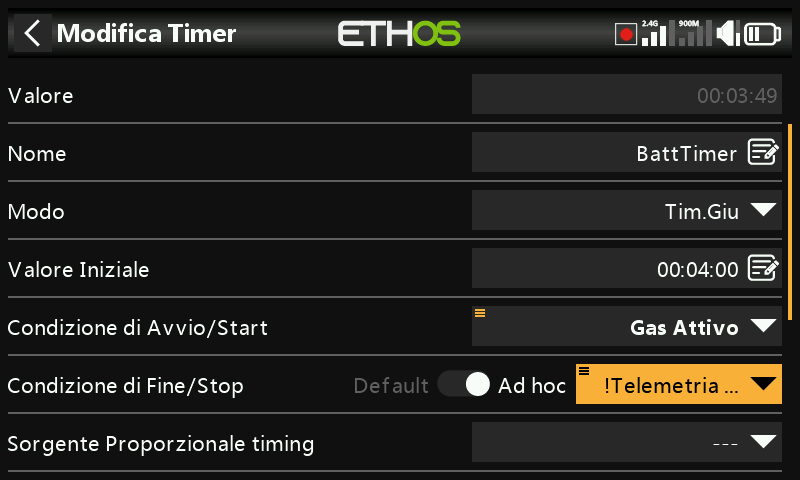 Modifica Timer ETHOS 2.4G 900M
Valore 00:03:49
Nome BattTimer
Modo Tim.Giu
Valore Iniziale 00:04:00
Condizione di Avvio/Start Gas Attivo
Condizione di Fine/Stop Default Ad hoc !Telemetria ...
Sorgente Proporzionale timing ---